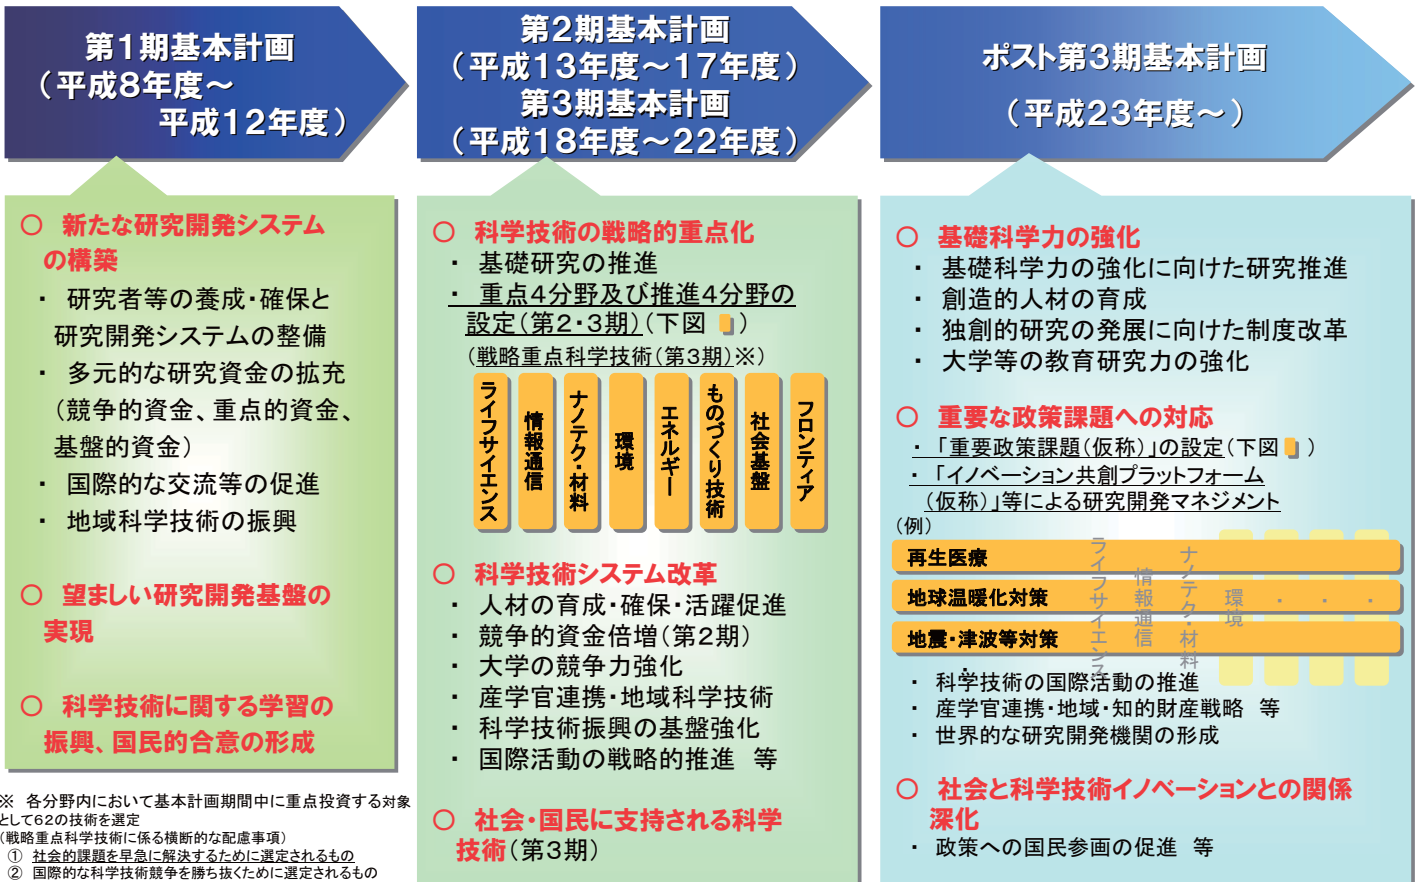 第1期基本計画
（平成8年度～
平成12年度）
○ 新たな研究開発システム
の構築
・ 研究者等の養成・確保と
研究開発システムの整備
・ 多元的な研究資金の拡充
（競争的資金、重点的資金、
基盤的資金）
・ 国際的な交流等の促進
・ 地域科学技術の振興
○ 望ましい研究開発基盤の
実現
○ 科学技術に関する学習の
振興、国民的合意の形成
※ 各分野内において基本計画期間中に重点投資する対象
として62の技術を選定
（戦略重点科学技術に係る横断的な配慮事項）
① 社会的課題を早急に解決するために選定されるもの
② 国際的な科学技術競争を勝ち抜くために選定されるもの
第2期基本計画
（平成13年度～17年度）
第3期基本計画
（平成18年度～22年度）
○ 科学技術の戦略的重点化
・ 基礎研究の推進
・ 重点4分野及び推進4分野の
設定（第2・3期）（下図 ）
（戦略重点科学技術（第3期）※）
ライフサイエンス
情報通信
ナノテク・材料
環境
エネルギー
ものづくり技術
社会基盤
フロンティア
○ 科学技術システム改革
・ 人材の育成・確保・活躍促進
・ 競争的資金倍増（第2期）
・ 大学の競争力強化
・ 産学官連携・地域科学技術
・ 科学技術振興の基盤強化
・ 国際活動の戦略的推進 等
○ 社会・国民に支持される科学
技術（第3期）
ポスト第3期基本計画
（平成23年度～）
○ 基礎科学力の強化
・ 基礎科学力の強化に向けた研究推進
・ 創造的人材の育成
・ 独創的研究の発展に向けた制度改革
・ 大学等の教育研究力の強化
○ 重要な政策課題への対応
・ 「重要政策課題（仮称）」の設定（下図 ）
・ 「イノベーション共創プラットフォーム
（仮称）」等による研究開発マネジメント
（例）
再生医療
地球温暖化対策
地震・津波等対策
・
ライフサイエンス
情報通信
ナノテク・材料
環境
・
・
・
・ 科学技術の国際活動の推進
・ 産学官連携・地域・知的財産戦略 等
・ 世界的な研究開発機関の形成
○ 社会と科学技術イノベーションとの関係
深化
・ 政策への国民参画の促進 等